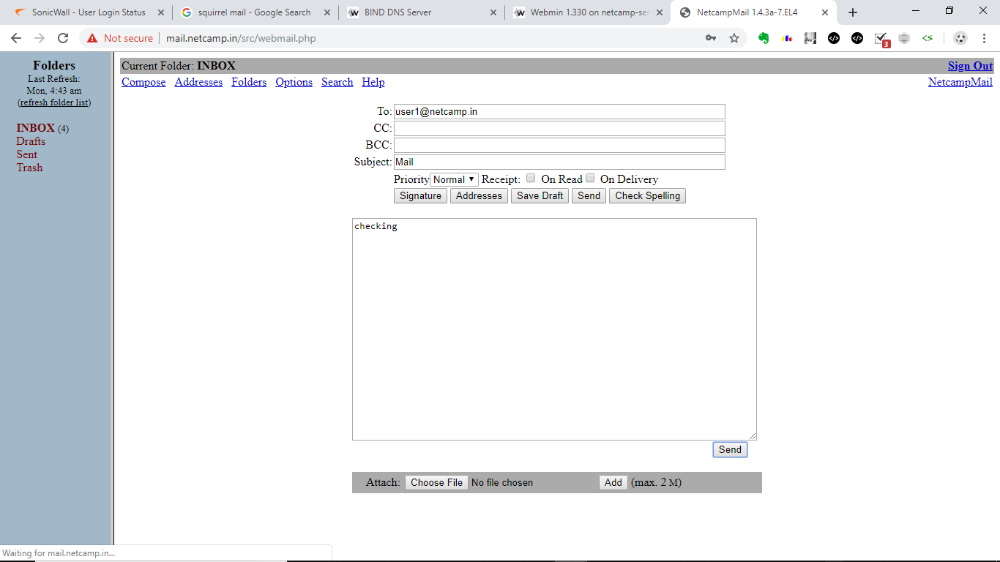 SonicWall - User Login Status
squirrel mail - Google Search
BIND DNS Server
Webmin 1.330 on netcamp-se
NetcampMail 1.4.3a-7.EL4
Not secure mail.netcamp.in/src/webmail.php
3
Folders
Last Refresh:
Mon, 4:43 am
(refresh folder list)
INBOX (4)
Drafts
Sent
Trash
Current Folder: INBOX Sign Out
Compose Addresses Folders Options Search Help NetcampMail
To: user1@netcamp.in
CC:
BCC:
Subject: Mail
Priority Normal Receipt: On Read On Delivery
Signature Addresses Save Draft Send Check Spelling
checking
Send
Attach: Choose File No file chosen Add (max. 2 M)
Waiting for mail.netcamp.in...